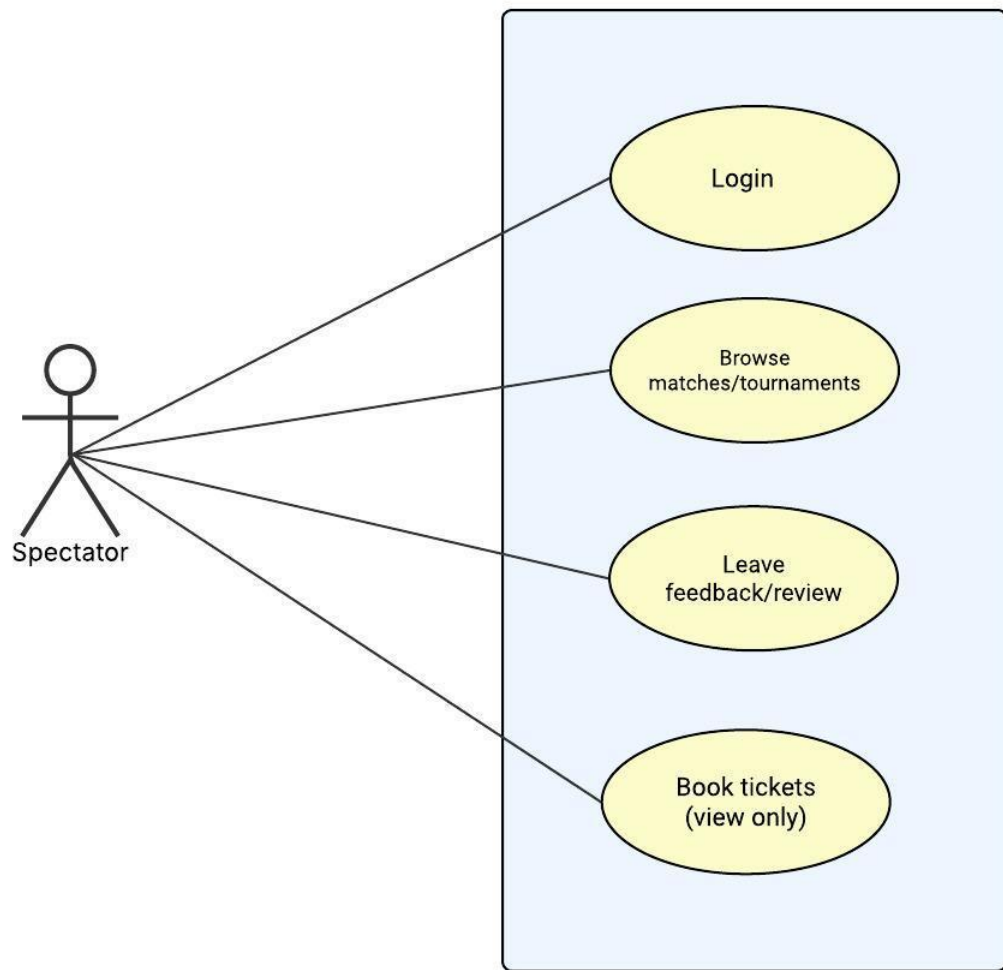 Login
Browse
matches/tournaments
Spectator
Leave
feedback/review
Book tickets
(view only)